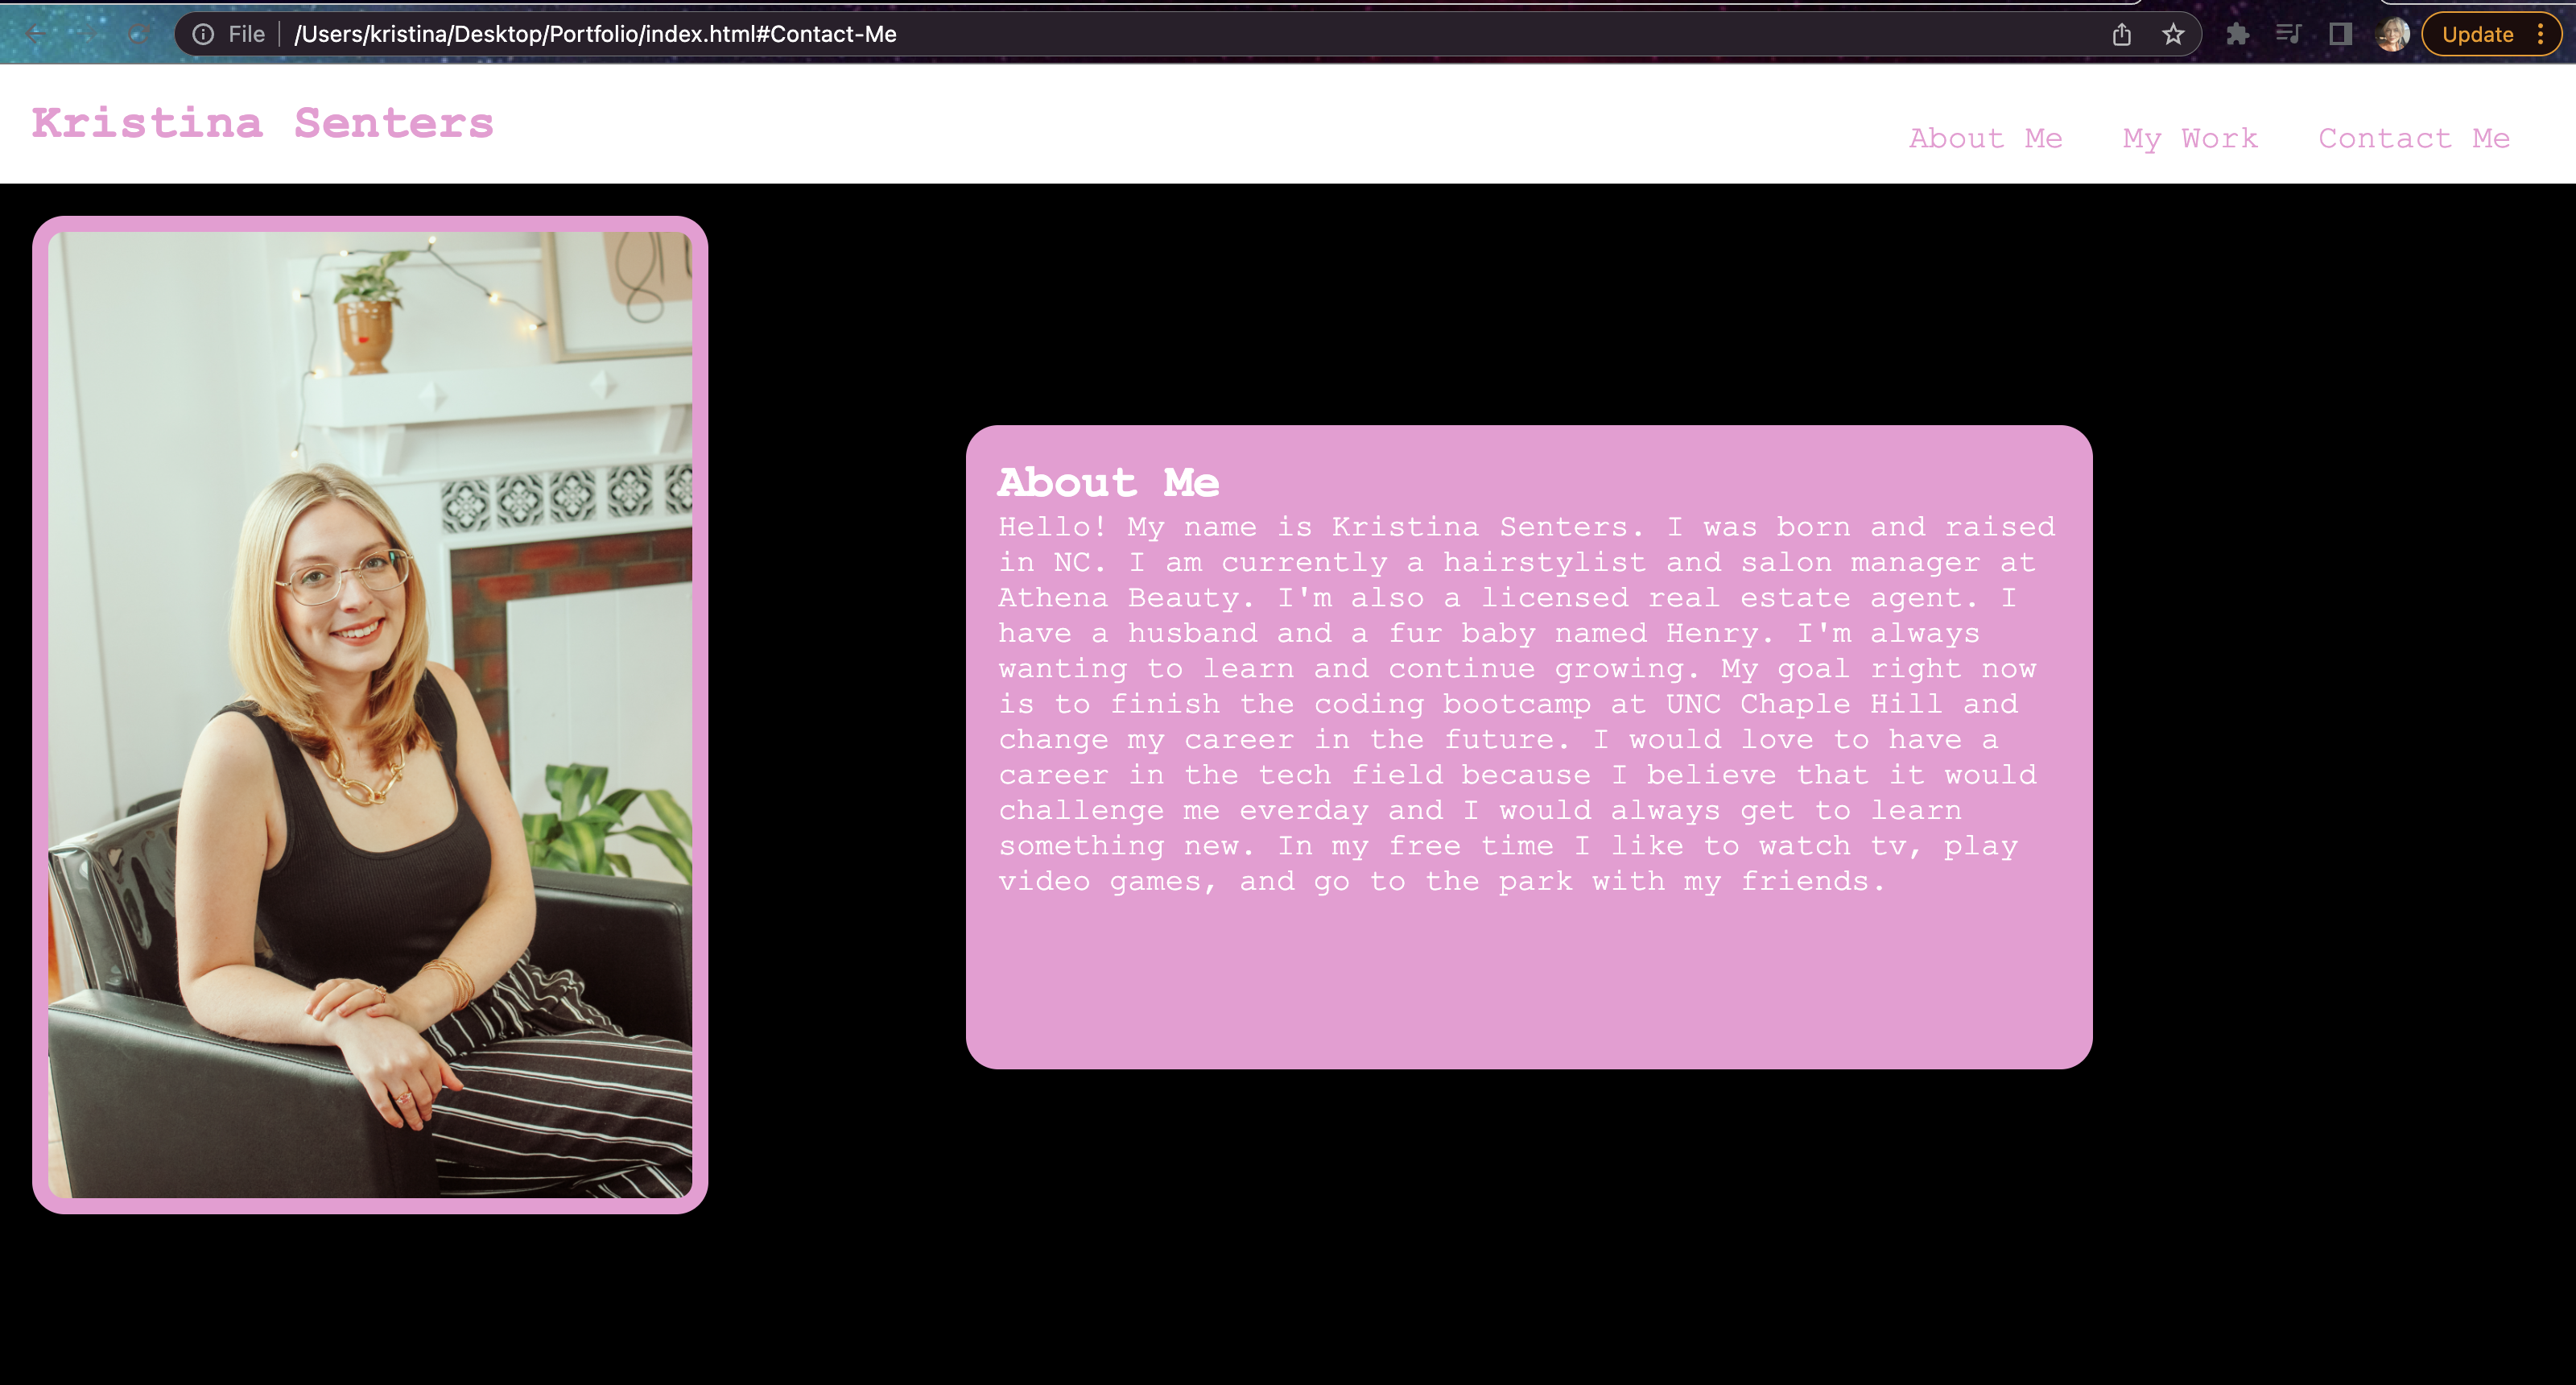 File
/Users/kristina/Desktop/Portfolio/index.html#Contact-Me
Update
Kristina Senters
About Me
My Work
Contact Me
About Me
Hello! My name is Kristina Senters. I was born and raised
in NC. I am currently a hairstylist and salon manager at
Athena Beauty. I'm also a licensed real estate agent. I
have a husband and a fur baby named Henry. I'm always
wanting to learn and continue growing. My goal right now
is to finish the coding bootcamp at UNC Chaple Hill and
change my career in the future. I would love to have a
career in the tech field because I believe that it would
challenge me everday and I would always get to learn
something new. In my free time I like to watch tv, play
video games, and go to the park with my friends.